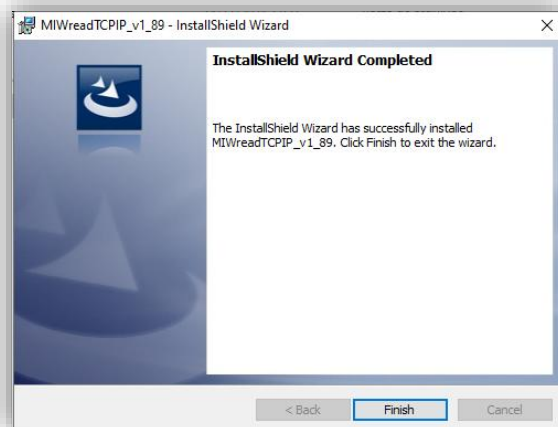 MIWreadTCPIP_v1_89 - InstallShield Wizard
InstallShield Wizard Completed
The InstallShield Wizard has successfully installed
MIWreadTCPIP_v1_89. Click Finish to exit the wizard.
< Back
Finish
Cancel